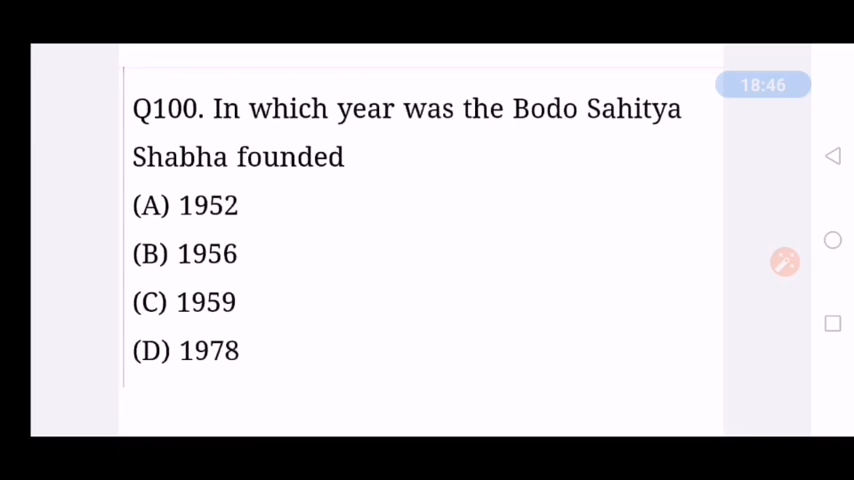 18:46
Q100. In which year was the Bodo Sahitya
Shabha founded
(A) 1952
(B) 1956
(C) 1959
(D) 1978